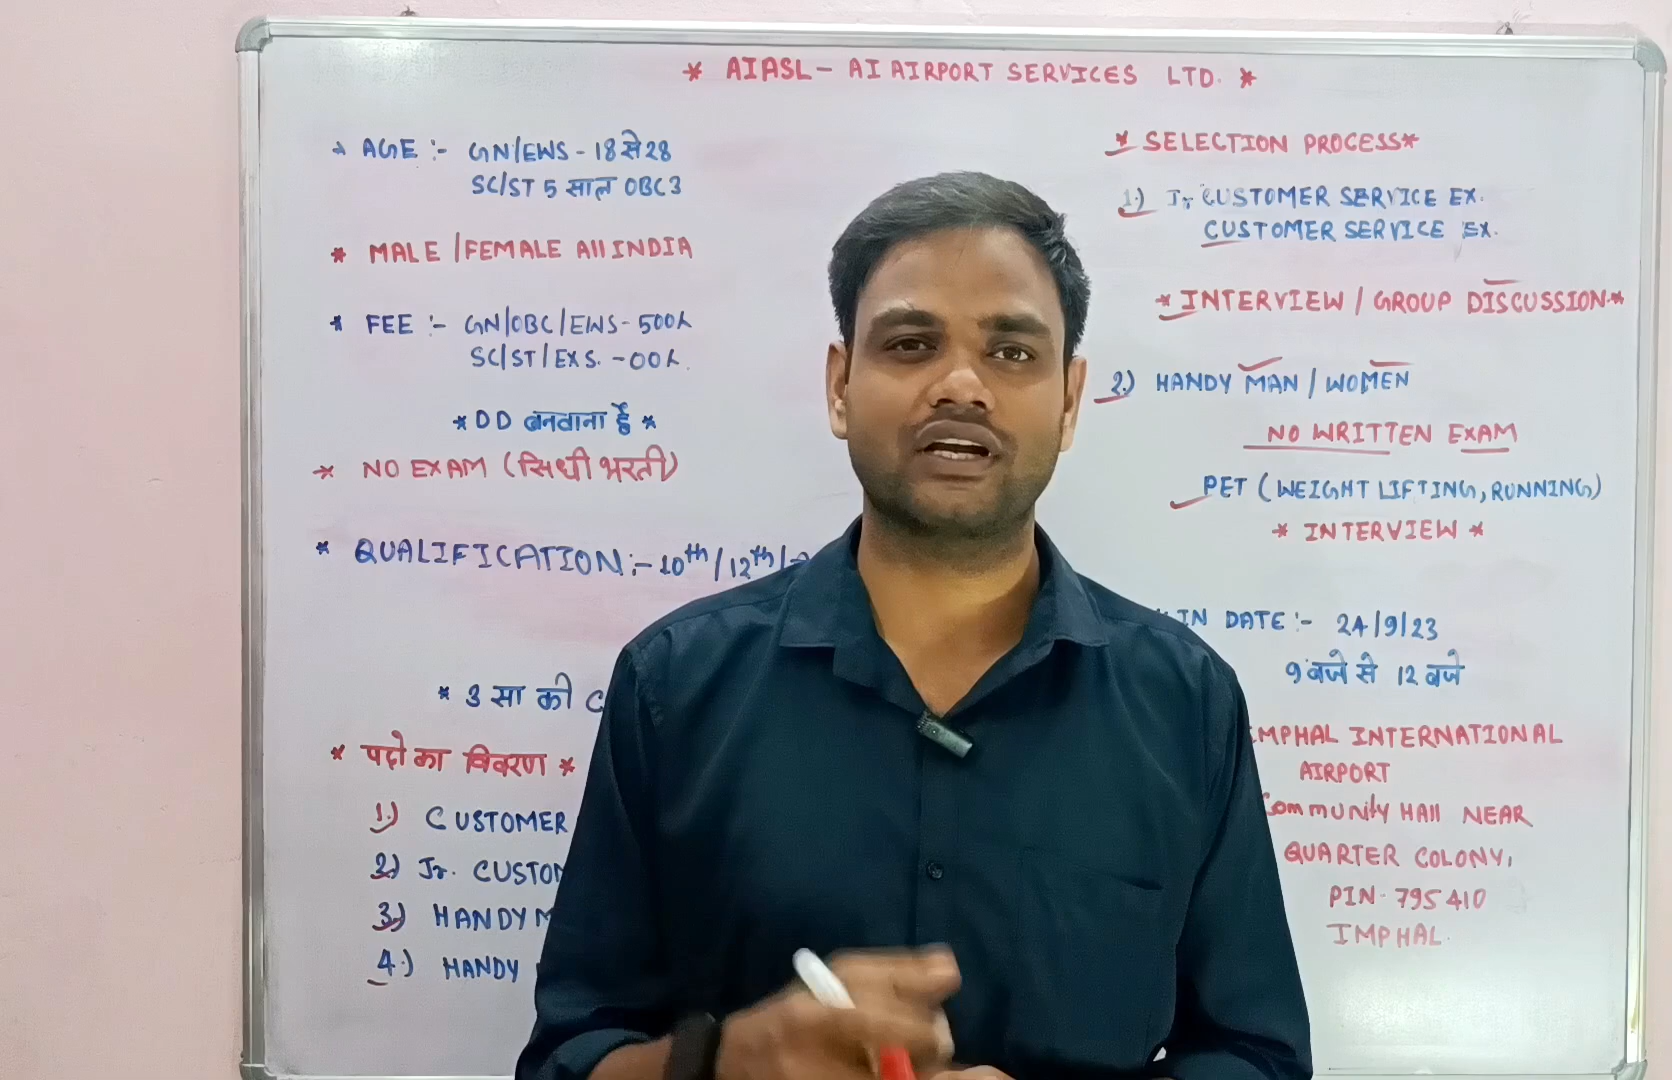 * AIASL - AI AIRPORT SERVICES LTD. *
* AGE :- GN/EWS - 18 से 28
SC/ST 5 साल OBC 3
* MALE / FEMALE All INDIA
* FEE :- GN/OBC/EWS - 500/-
SC/ST/EXS. - 00/-
* DD बनवाना है *
* NO EXAM (सिधी भरती)
* QUALIFICATION :- 10th / 12th /
* 3 सा की C
* पदो का विवरण *
1.) CUSTOMER
2.) Jr. CUSTOM
3.) HANDY M
4.) HANDY
* SELECTION PROCESS *
1.) Jr CUSTOMER SERVICE EX.
CUSTOMER SERVICE EX.
* INTERVIEW / GROUP DISCUSSION *
2.) HANDY MAN / WOMEN
NO WRITTEN EXAM
PET (WEIGHT LIFTING, RUNNING)
* INTERVIEW *
IN DATE :- 24/9/23
9 बजे से 12 बजे
IMPHAL INTERNATIONAL
AIRPORT
Community Hall NEAR
QUARTER COLONY,
PIN - 795410
IMPHAL